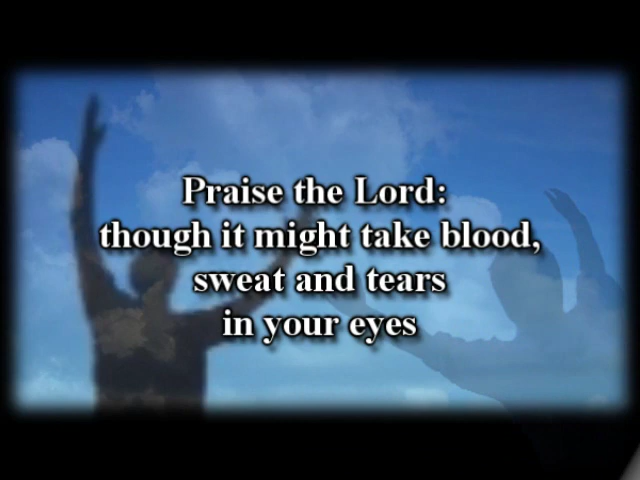 Praise the Lord:
though it might take blood,
sweat and tears
in your eyes